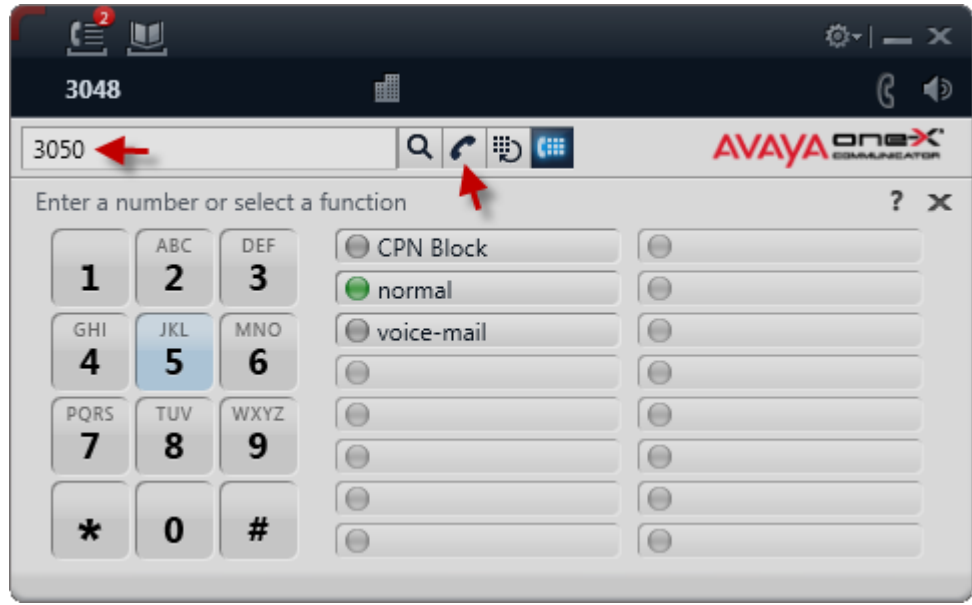 2
3048
3050
AVAYA one-X
COMMUNICATOR
Enter a number or select a function ?
1
ABC
2
DEF
3
GHI
4
JKL
5
MNO
6
PQRS
7
TUV
8
WXYZ
9
*
0
#
CPN Block
normal
voice-mail